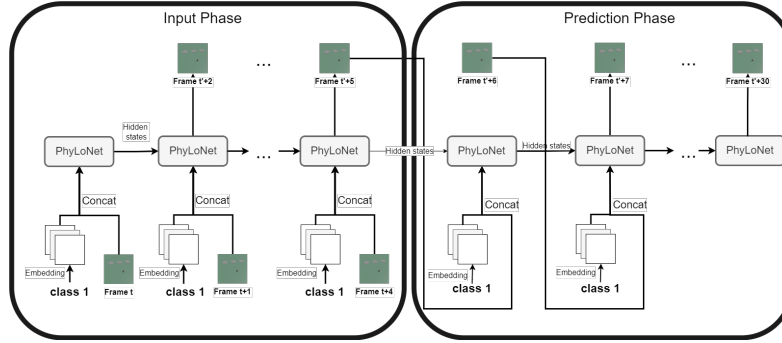 Input Phase
Prediction Phase
Frame t'+2
...
Frame t'+5
Frame t'+6
Frame t'+7
...
Frame t'+30
Hidden
states
PhyLoNet
PhyLoNet
...
PhyLoNet
Hidden states
PhyLoNet
Hidden states
PhyLoNet
...
PhyLoNet
Concat
Concat
Concat
Concat
Concat
Embedding
Embedding
Embedding
Embedding
Embedding
class 1
Frame t
class 1
Frame t+1
class 1
Frame t+4
class 1
class 1